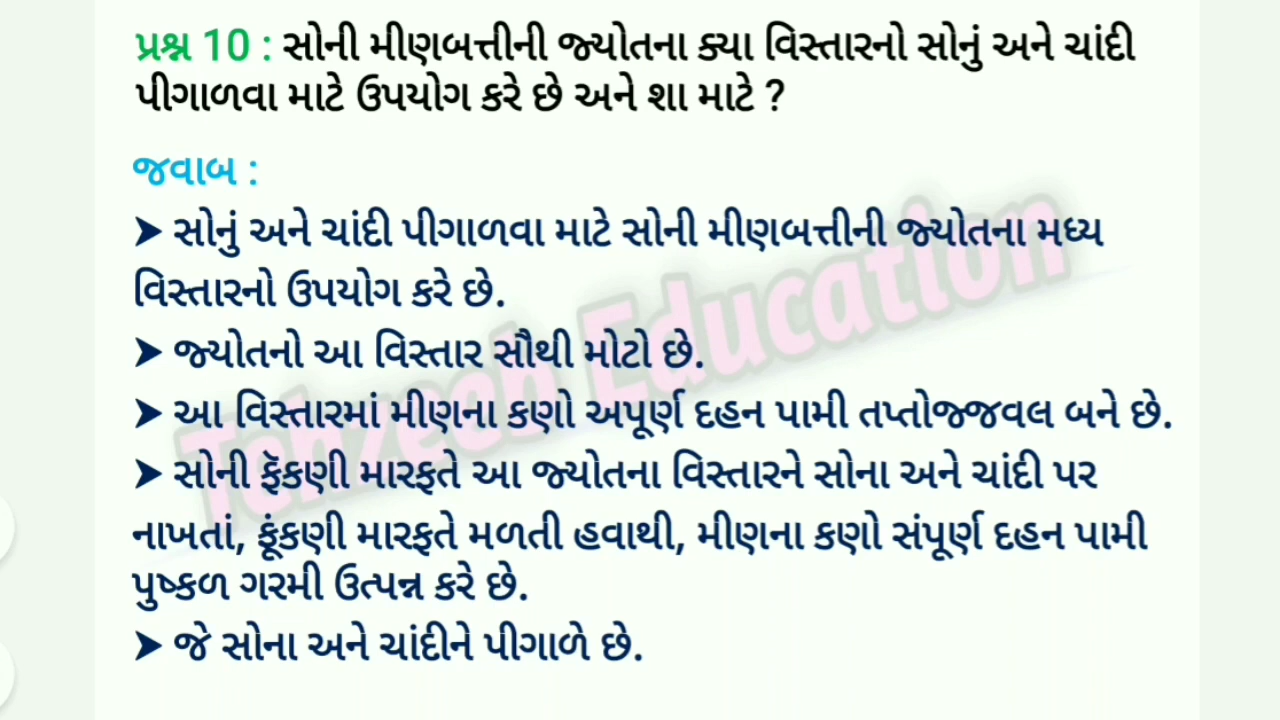 પ્રશ્ન 10 : સોની મીણબત્તીની જ્યોતના ક્યા વિસ્તારનો સોનું અને ચાંદી
પીગાળવા માટે ઉપયોગ કરે છે અને શા માટે ?
જવાબ :
➤ સોનું અને ચાંદી પીગાળવા માટે સોની મીણબત્તીની જ્યોતના મધ્ય
વિસ્તારનો ઉપયોગ કરે છે.
➤ જ્યોતનો આ વિસ્તાર સૌથી મોટો છે.
➤ આ વિસ્તારમાં મીણના કણો અપૂર્ણ દહન પામી તપ્તોજ્જવલ બને છે.
➤ સોની ફૂંકણી મારફતે આ જ્યોતના વિસ્તારને સોના અને ચાંદી પર
નાખતાં, ફૂંકણી મારફતે મળતી હવાથી, મીણના કણો સંપૂર્ણ દહન પામી
પુષ્કળ ગરમી ઉત્પન્ન કરે છે.
➤ જે સોના અને ચાંદીને પીગાળે છે.
Tehzeeb Education